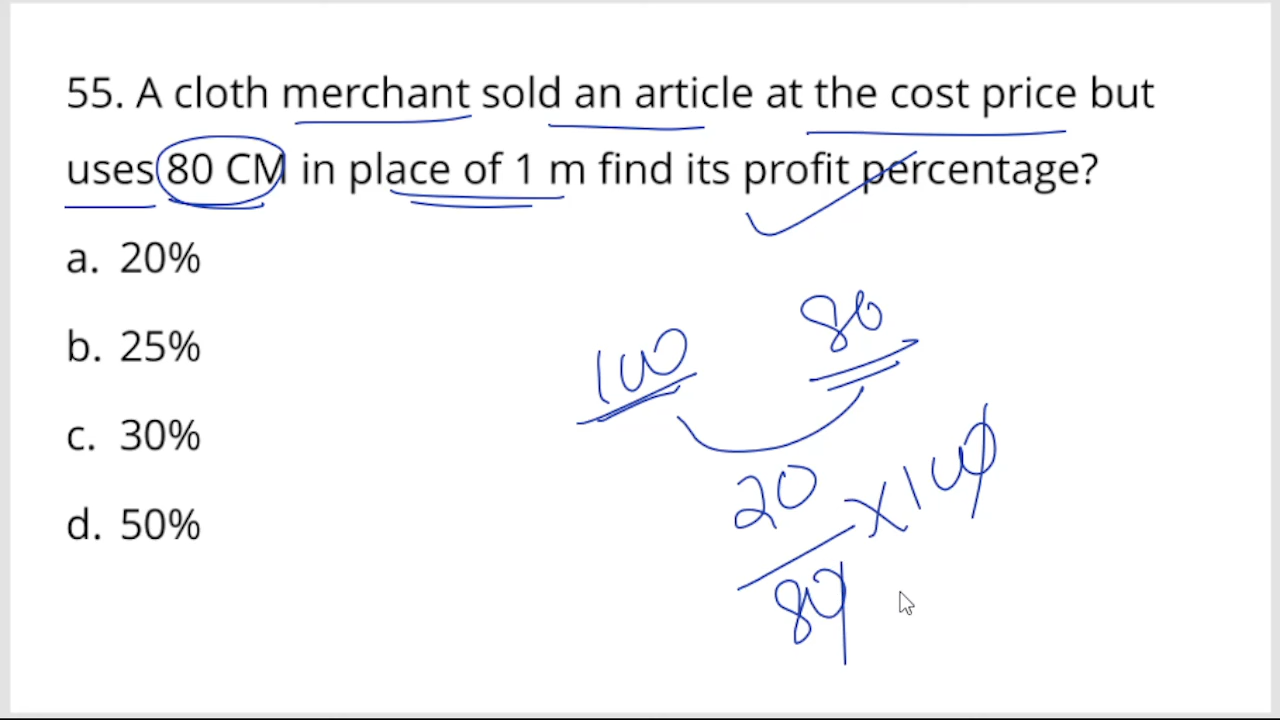 55. A cloth merchant sold an article at the cost price but
uses 80 CM in place of 1 m find its profit percentage?
a. 20%
b. 25%
c. 30%
d. 50%
100 80
20
×100
80